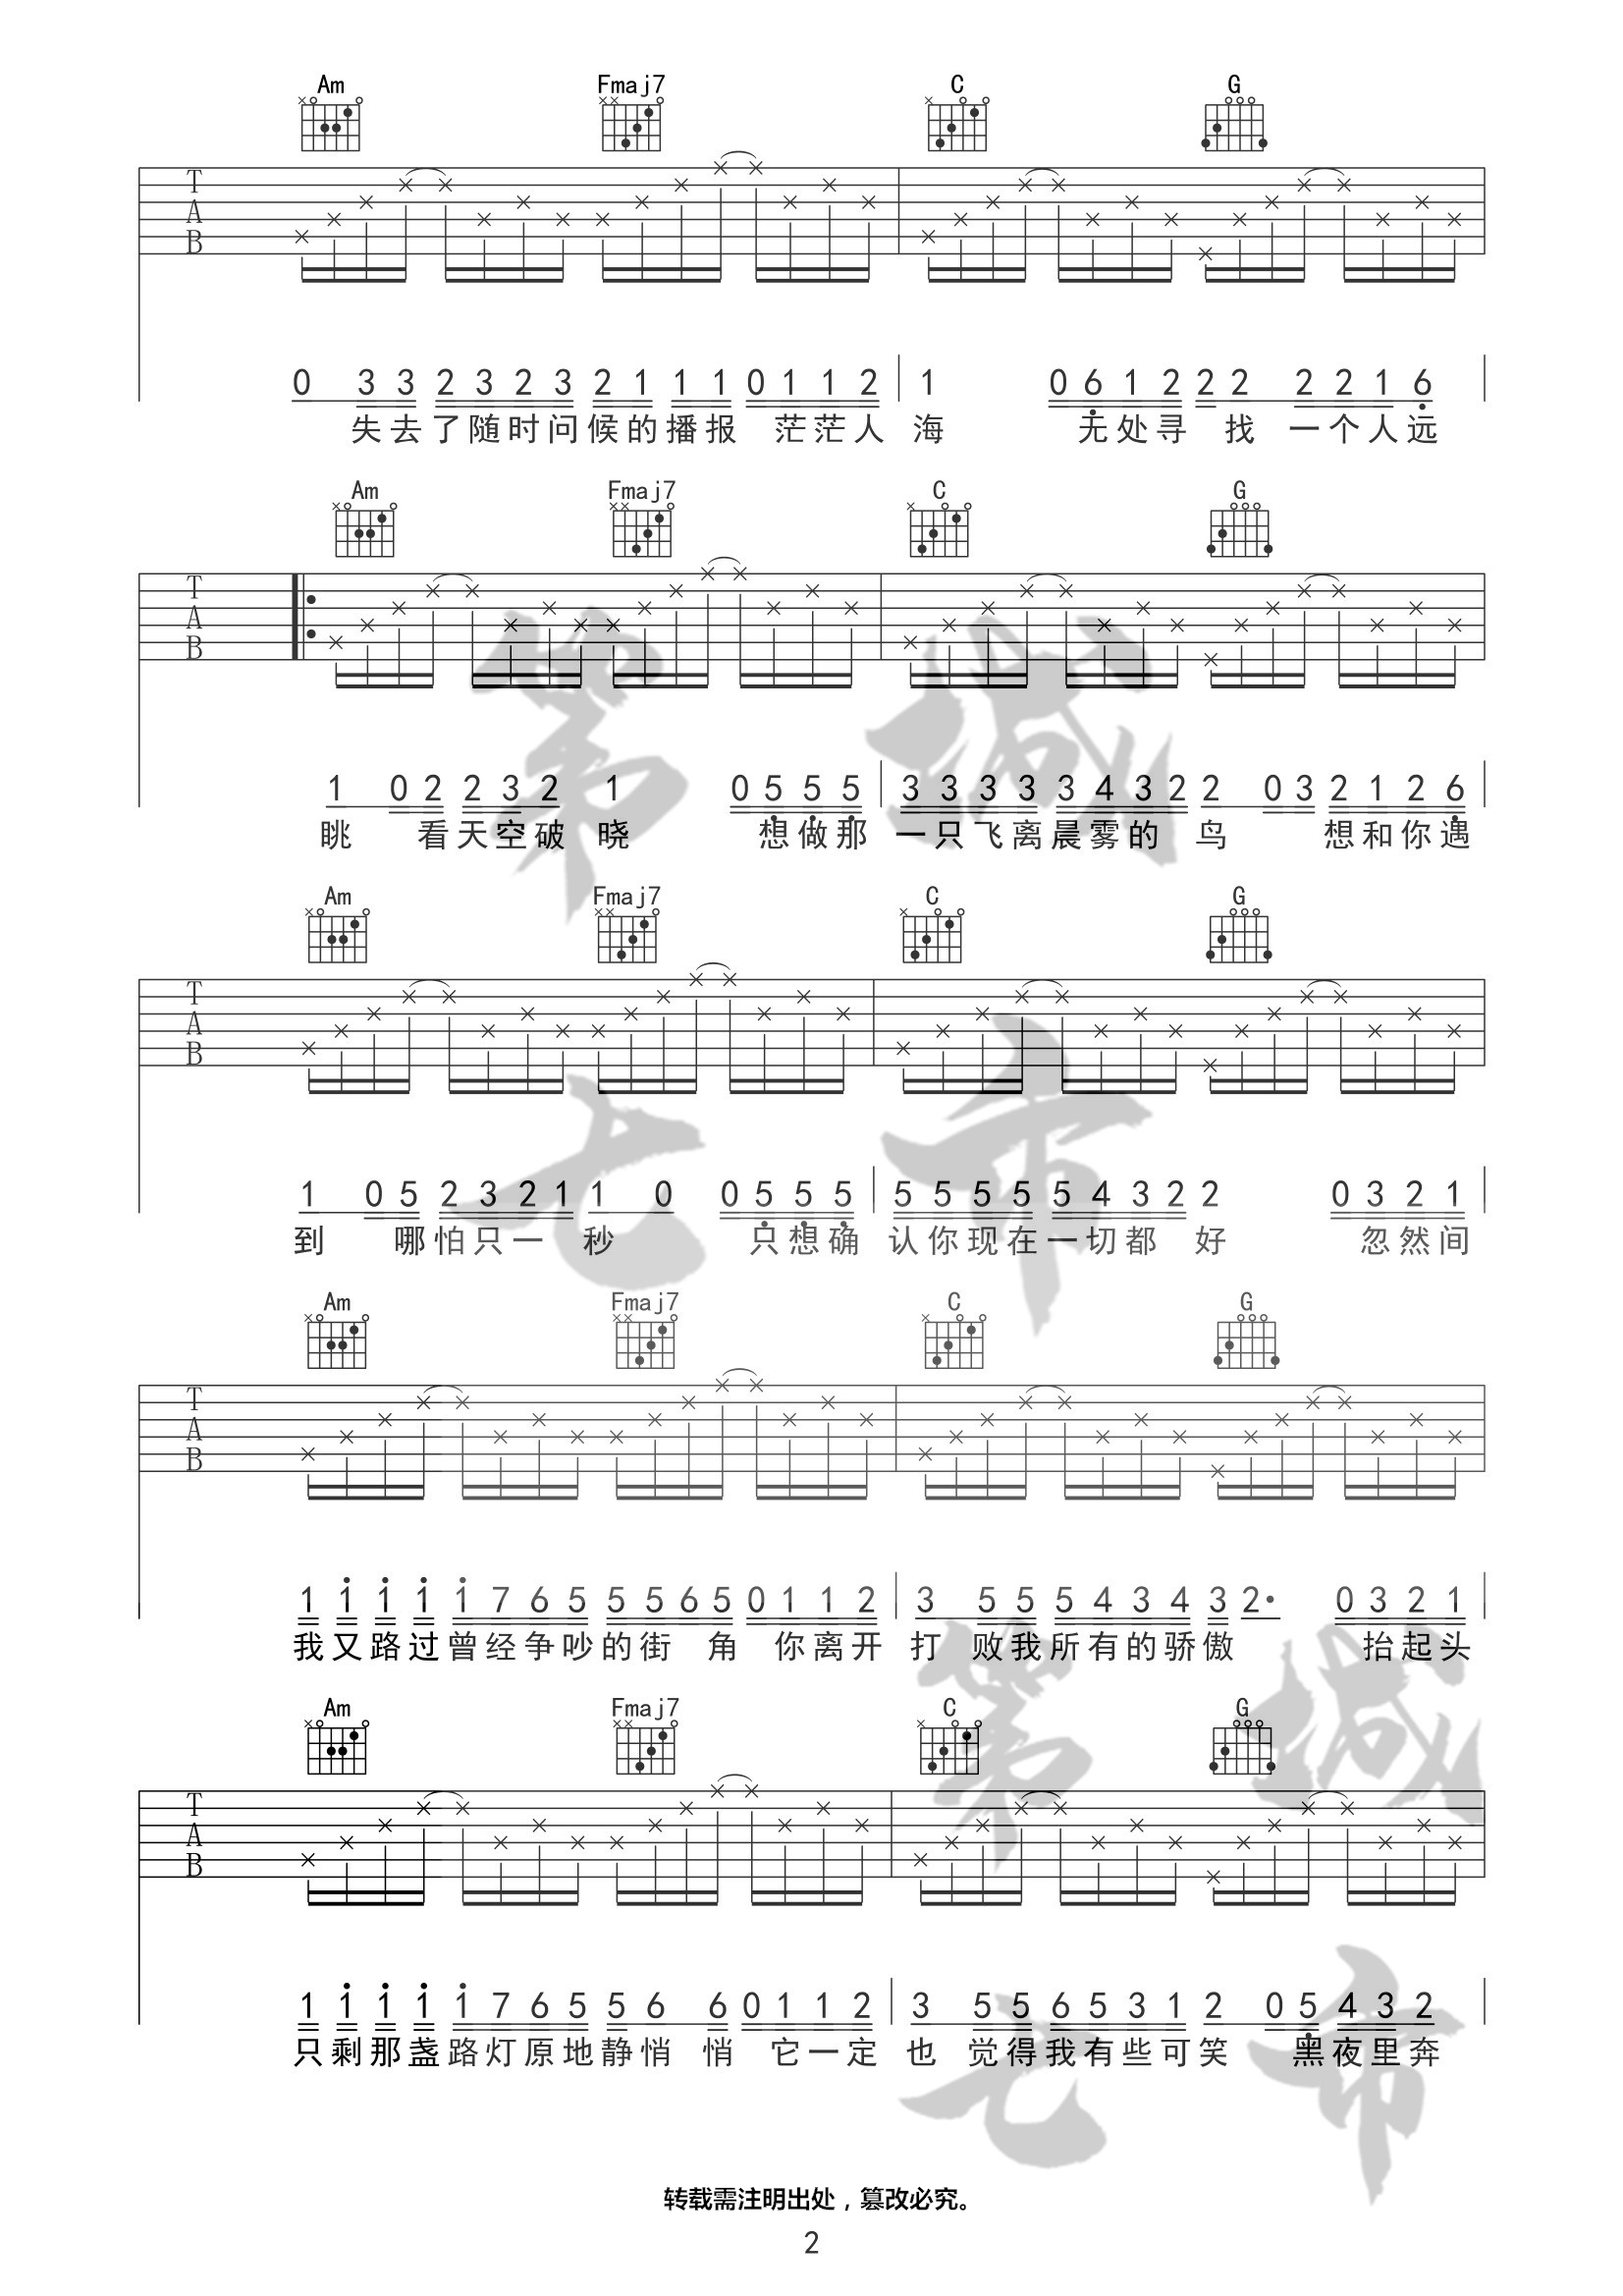 Am Fmaj7 C G
T
A
B
0 3 3 2 3 2 3 2 1 1 1 0 1 1 2 1 0 6 1 2 2 2 2 2 1 6
失去了随时问候的播报 茫茫人海 无处寻 找 一个人远
Am Fmaj7 C G
T
A
B
1 0 2 2 3 2 1 0 5 5 5 3 3 3 3 3 4 3 2 2 0 3 2 1 2 6
眺 看天空破 晓 想做那一只飞离晨雾的 鸟 想和你遇
Am Fmaj7 C G
T
A
B
1 0 5 2 3 2 1 1 0 0 5 5 5 5 5 5 5 5 4 3 2 2 0 3 2 1
到 哪怕只一 秒 只想确认你现在一切都 好 忽然间
Am Fmaj7 C G
T
A
B
1 1 1 1 1 7 6 5 5 5 6 5 0 1 1 2 3 5 5 5 4 3 4 3 2· 0 3 2 1
我又路过曾经争吵的街 角 你离开打 败我所有的骄傲 抬起头
Am Fmaj7 C G
T
A
B
1 1 1 1 1 7 6 5 5 6 6 0 1 1 2 3 5 5 6 5 3 1 2 0 5 4 3 2
只剩那盏路灯原地静悄 悄 它一定也 觉得我有些可笑 黑夜里奔
第 城
七 市
第 城
七 市
转载需注明出处，篡改必究。
2